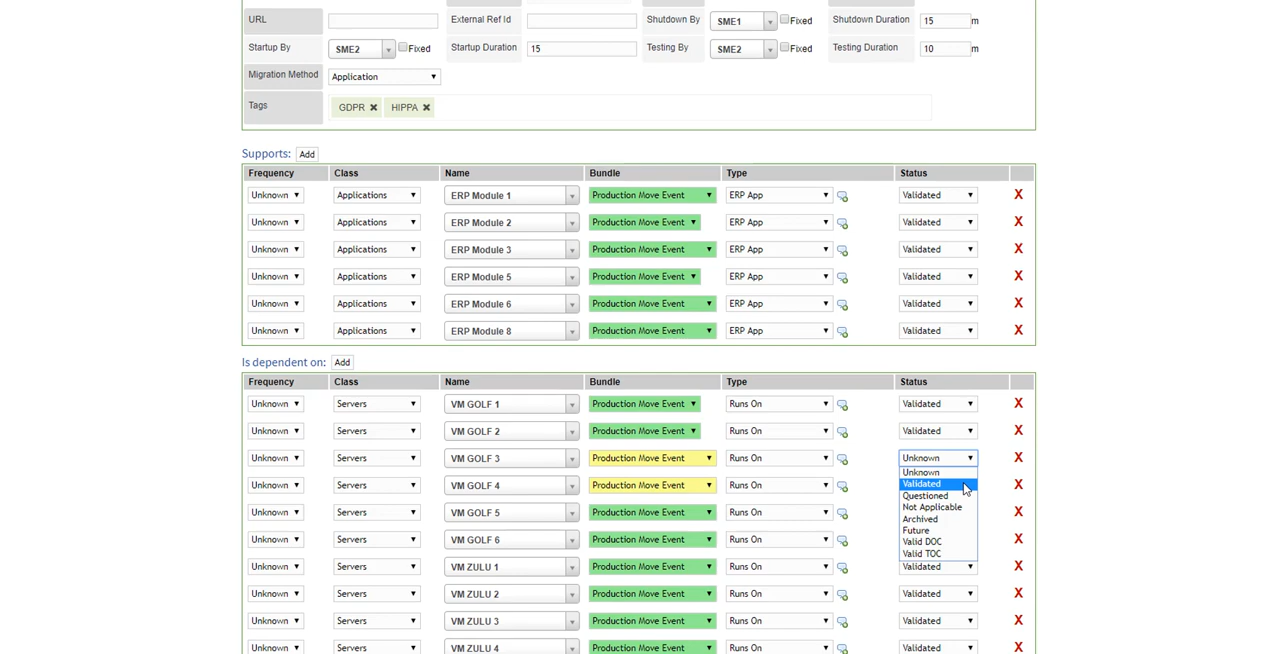 URL External Ref Id Shutdown By SME1 Fixed Shutdown Duration 15 m
Startup By SME2 Fixed Startup Duration 15 Testing By SME2 Fixed Testing Duration 10 m
Migration Method Application
Tags GDPR ✖ HIPPA ✖
Supports: Add
Frequency Class Name Bundle Type Status
Unknown Applications ERP Module 1 Production Move Event ERP App Validated X
Unknown Applications ERP Module 2 Production Move Event ERP App Validated X
Unknown Applications ERP Module 3 Production Move Event ERP App Validated X
Unknown Applications ERP Module 5 Production Move Event ERP App Validated X
Unknown Applications ERP Module 6 Production Move Event ERP App Validated X
Unknown Applications ERP Module 8 Production Move Event ERP App Validated X
Is dependent on: Add
Frequency Class Name Bundle Type Status
Unknown Servers VM GOLF 1 Production Move Event Runs On Validated X
Unknown Servers VM GOLF 2 Production Move Event Runs On Validated X
Unknown Servers VM GOLF 3 Production Move Event Runs On Unknown X
Unknown
Validated
Unknown Servers VM GOLF 4 Production Move Event Runs On X
Questioned
Not Applicable
Unknown Servers VM GOLF 5 Production Move Event Runs On X
Archived
Future
Unknown Servers VM GOLF 6 Production Move Event Runs On X
Valid DOC
Valid TOC
Unknown Servers VM ZULU 1 Production Move Event Runs On Validated X
Unknown Servers VM ZULU 2 Production Move Event Runs On Validated X
Unknown Servers VM ZULU 3 Production Move Event Runs On Validated X
Unknown Servers VM ZULU 4 Production Move Event Runs On Validated X